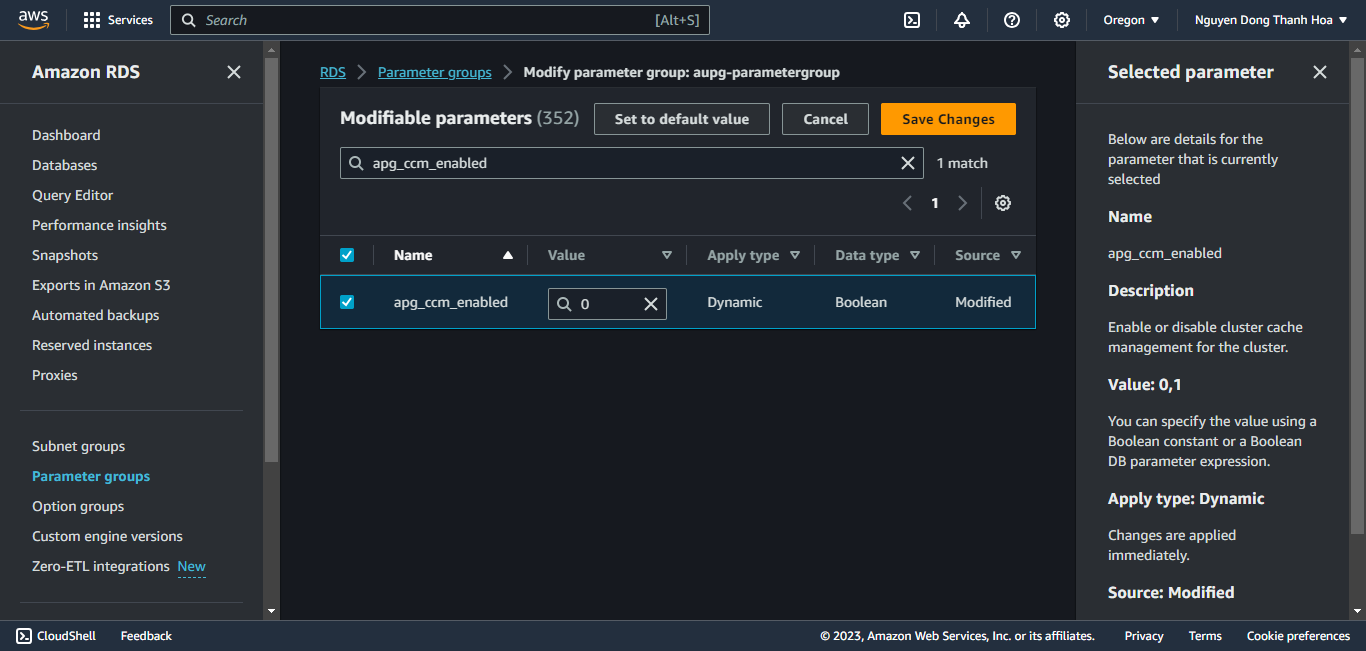 aws
Services
Search
[Alt+S]
Oregon
Nguyen Dong Thanh Hoa
Amazon RDS
Dashboard
Databases
Query Editor
Performance insights
Snapshots
Exports in Amazon S3
Automated backups
Reserved instances
Proxies
Subnet groups
Parameter groups
Option groups
Custom engine versions
Zero-ETL integrations New
RDS > Parameter groups > Modify parameter group: aupg-parametergroup
Modifiable parameters (352)
Set to default value
Cancel
Save Changes
apg_ccm_enabled
1 match
1
Name Value Apply type Data type Source
apg_ccm_enabled 0 Dynamic Boolean Modified
Selected parameter
Below are details for the
parameter that is currently
selected
Name
apg_ccm_enabled
Description
Enable or disable cluster cache
management for the cluster.
Value: 0,1
You can specify the value using a
Boolean constant or a Boolean
DB parameter expression.
Apply type: Dynamic
Changes are applied
immediately.
Source: Modified
CloudShell
Feedback
© 2023, Amazon Web Services, Inc. or its affiliates.
Privacy
Terms
Cookie preferences